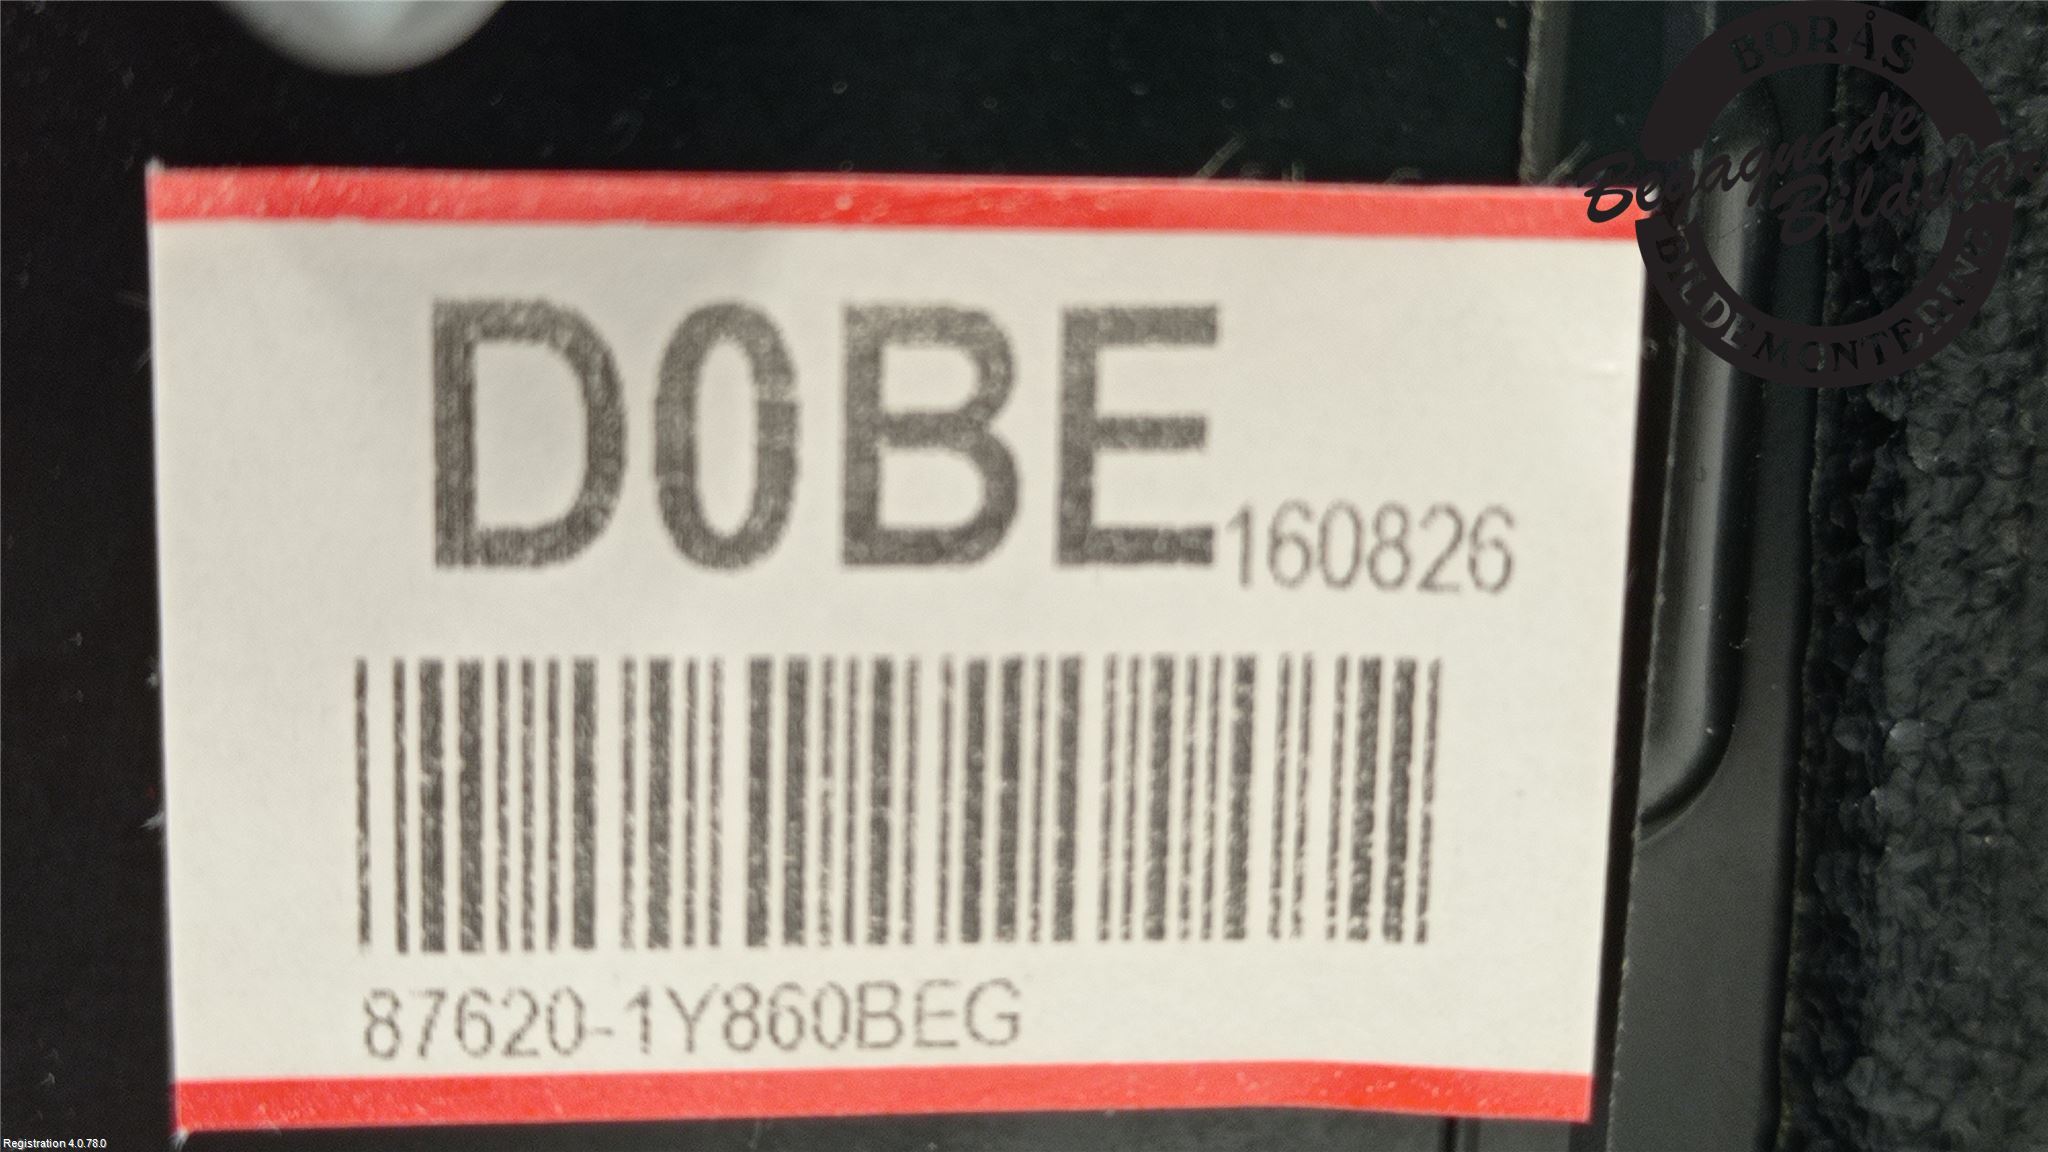 BORÅS
Begagnade
Bildelar
BILDEMONTERING
D0BE
160826
87620-1Y860BEG
Registration 4.0.78.0